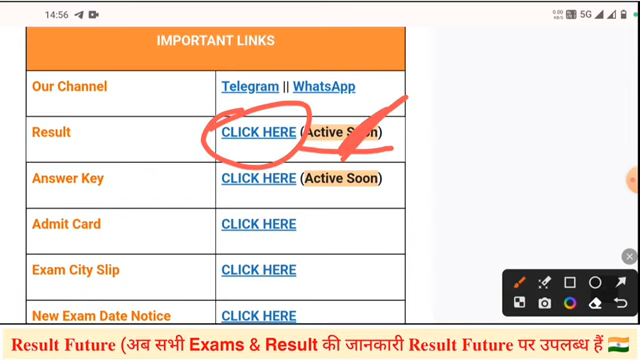 14:56
5G
IMPORTANT LINKS
Our Channel Telegram || WhatsApp
Result CLICK HERE (Active Soon)
Answer Key CLICK HERE (Active Soon)
Admit Card CLICK HERE
Exam City Slip CLICK HERE
New Exam Date Notice CLICK HERE
Result Future (अब सभी Exams & Result की जानकारी Result Future पर उपलब्ध हैं